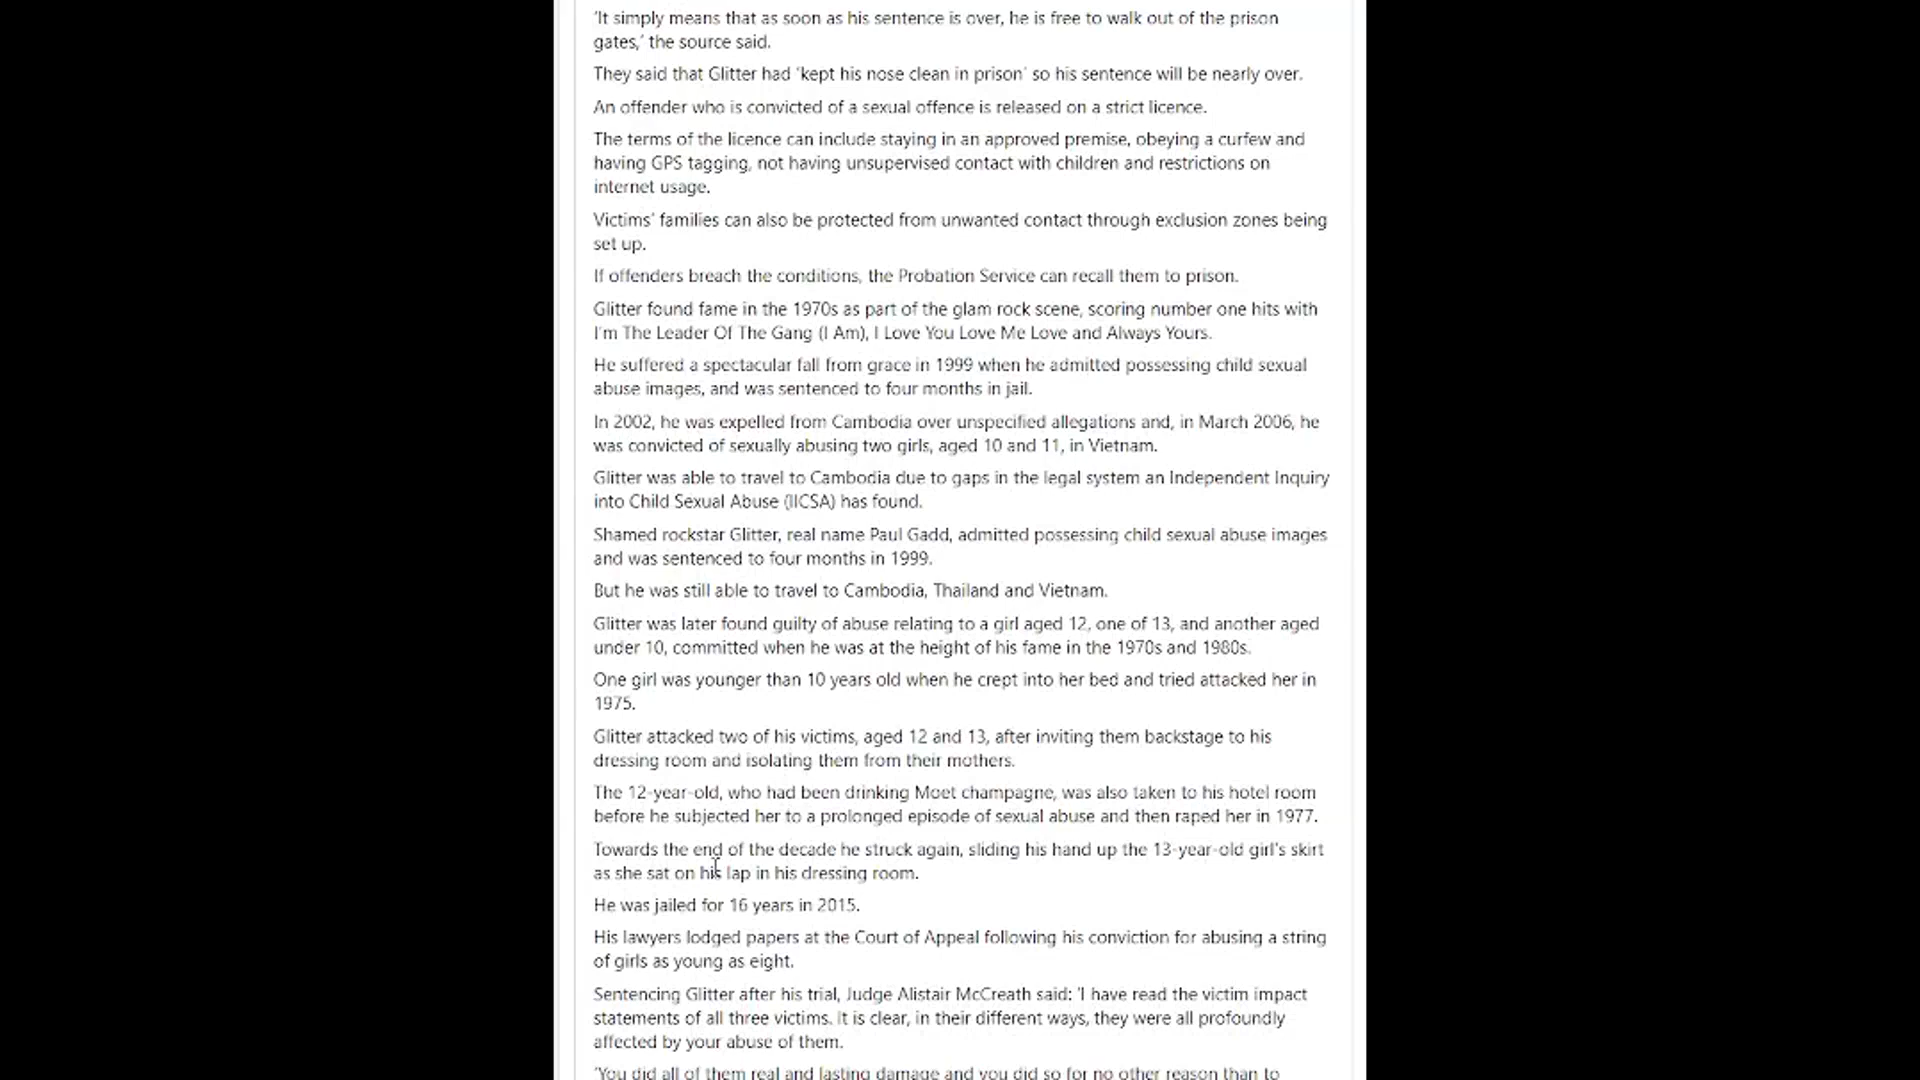 'It simply means that as soon as his sentence is over, he is free to walk out of the prison
gates,' the source said.
They said that Glitter had 'kept his nose clean in prison' so his sentence will be nearly over.
An offender who is convicted of a sexual offence is released on a strict licence.
The terms of the licence can include staying in an approved premise, obeying a curfew and
having GPS tagging, not having unsupervised contact with children and restrictions on
internet usage.
Victims' families can also be protected from unwanted contact through exclusion zones being
set up.
If offenders breach the conditions, the Probation Service can recall them to prison.
Glitter found fame in the 1970s as part of the glam rock scene, scoring number one hits with
I'm The Leader Of The Gang (I Am), I Love You Love Me Love and Always Yours.
He suffered a spectacular fall from grace in 1999 when he admitted possessing child sexual
abuse images, and was sentenced to four months in jail.
In 2002, he was expelled from Cambodia over unspecified allegations and, in March 2006, he
was convicted of sexually abusing two girls, aged 10 and 11, in Vietnam.
Glitter was able to travel to Cambodia due to gaps in the legal system an Independent Inquiry
into Child Sexual Abuse (IICSA) has found.
Shamed rockstar Glitter, real name Paul Gadd, admitted possessing child sexual abuse images
and was sentenced to four months in 1999.
But he was still able to travel to Cambodia, Thailand and Vietnam.
Glitter was later found guilty of abuse relating to a girl aged 12, one of 13, and another aged
under 10, committed when he was at the height of his fame in the 1970s and 1980s.
One girl was younger than 10 years old when he crept into her bed and tried attacked her in
1975.
Glitter attacked two of his victims, aged 12 and 13, after inviting them backstage to his
dressing room and isolating them from their mothers.
The 12-year-old, who had been drinking Moet champagne, was also taken to his hotel room
before he subjected her to a prolonged episode of sexual abuse and then raped her in 1977.
Towards the end of the decade he struck again, sliding his hand up the 13-year-old girl's skirt
as she sat on his lap in his dressing room.
He was jailed for 16 years in 2015.
His lawyers lodged papers at the Court of Appeal following his conviction for abusing a string
of girls as young as eight.
Sentencing Glitter after his trial, Judge Alistair McCreath said: 'I have read the victim impact
statements of all three victims. It is clear, in their different ways, they were all profoundly
affected by your abuse of them.
'You did all of them real and lasting damage and you did so for no other reason than to